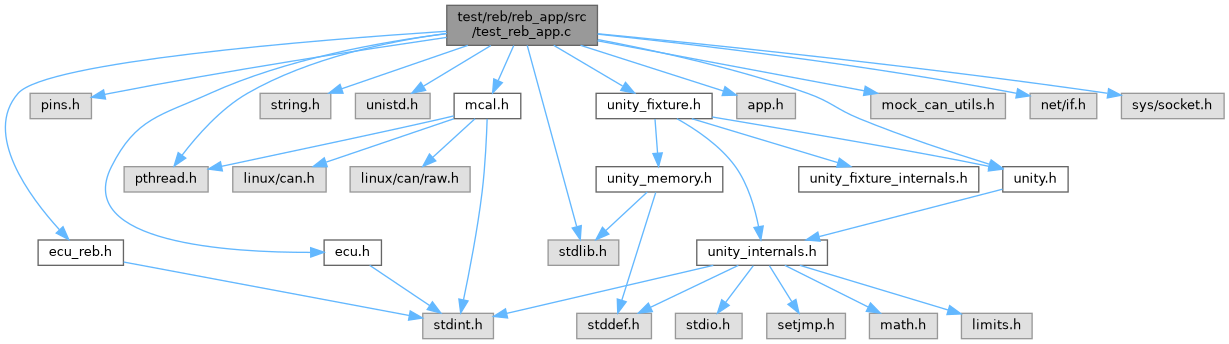 test/reb/reb_app/src
/test_reb_app.c
pins.h
string.h
unistd.h
mcal.h
unity_fixture.h
app.h
mock_can_utils.h
net/if.h
sys/socket.h
pthread.h
linux/can.h
linux/can/raw.h
unity_memory.h
unity_fixture_internals.h
unity.h
ecu_reb.h
ecu.h
stdlib.h
unity_internals.h
stdint.h
stddef.h
stdio.h
setjmp.h
math.h
limits.h